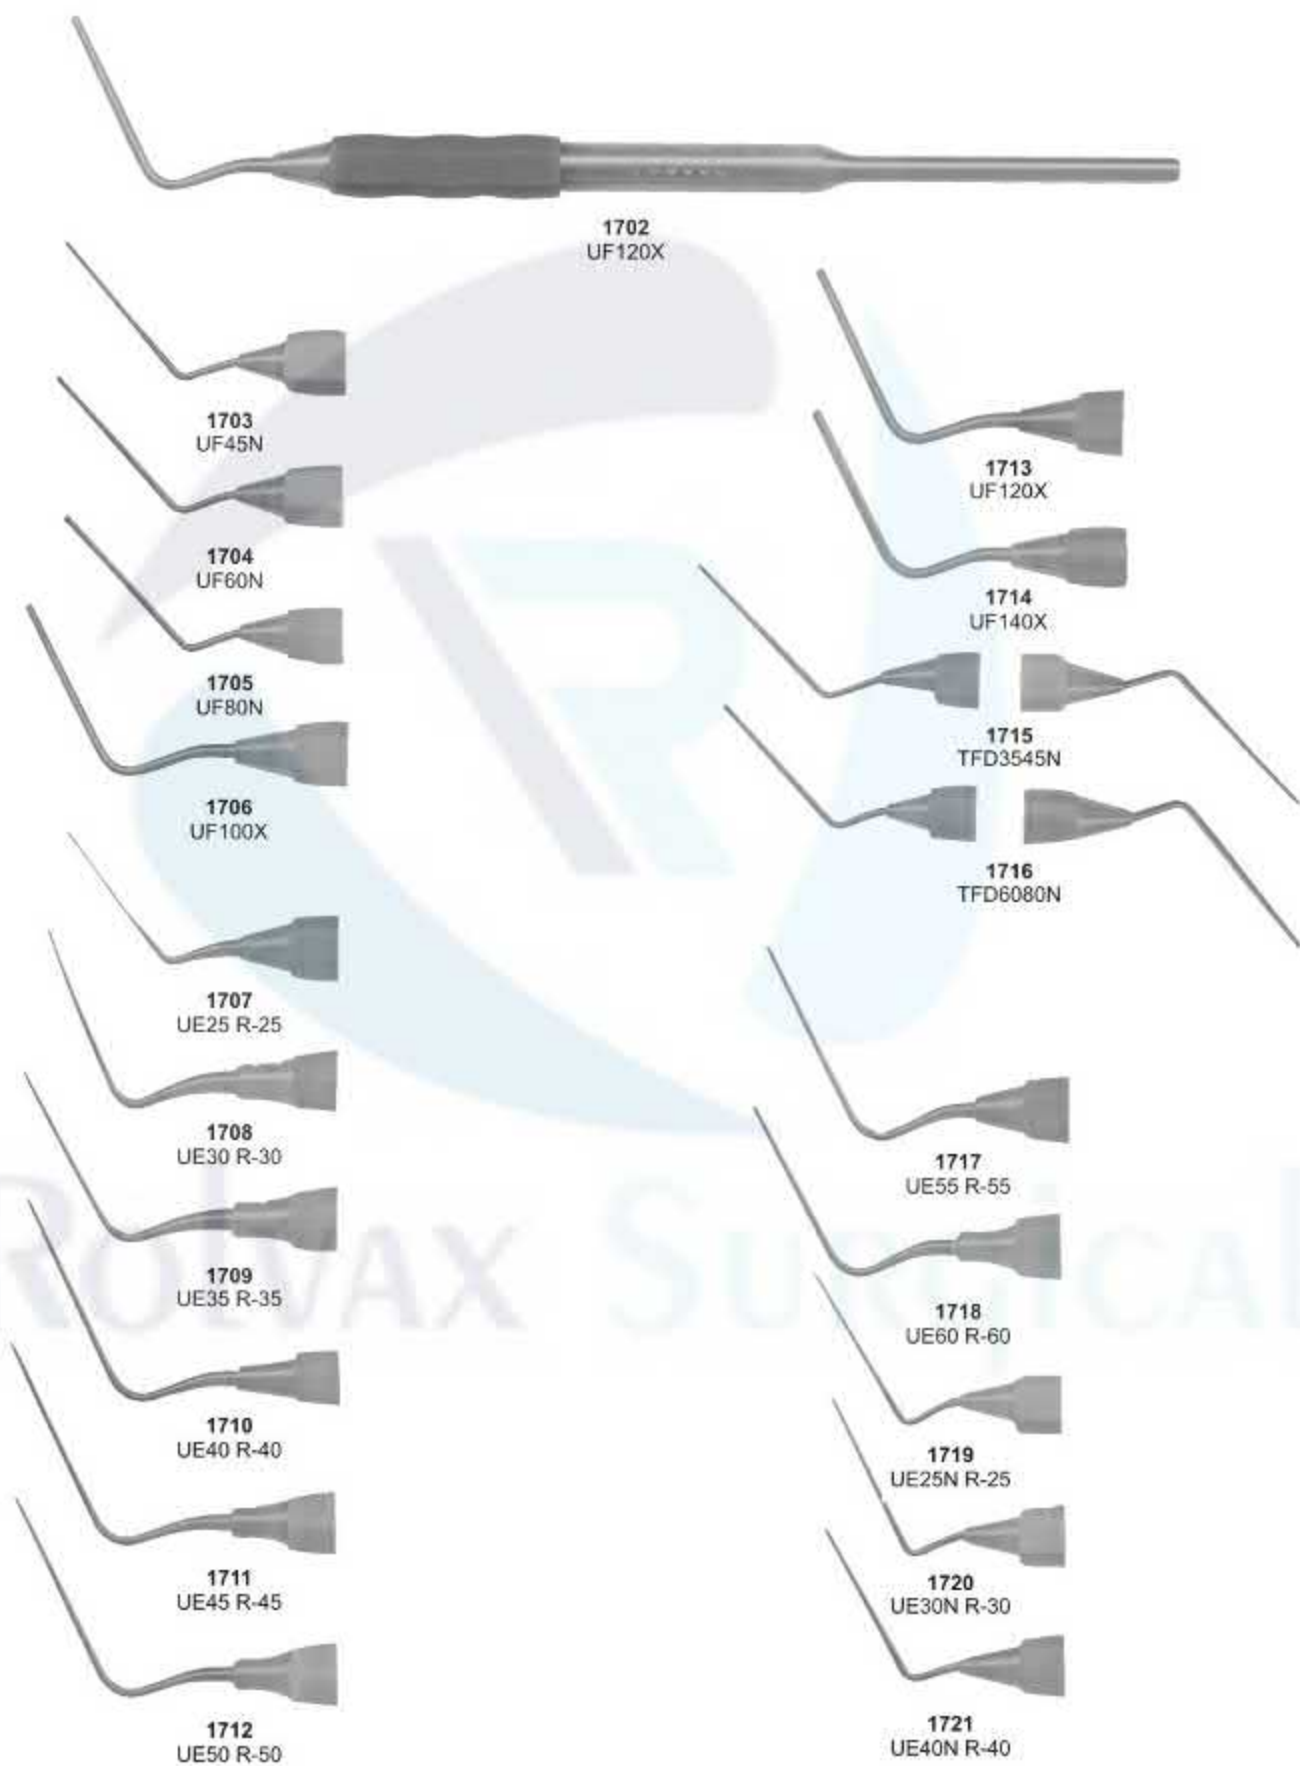 1702
UF120X
1703
UF45N
1704
UF60N
1705
UF80N
1706
UF100X
1707
UE25 R-25
1708
UE30 R-30
1709
UE35 R-35
1710
UE40 R-40
1711
UE45 R-45
1712
UE50 R-50
1713
UF120X
1714
UF140X
1715
TFD3545N
1716
TFD6080N
1717
UE55 R-55
1718
UE60 R-60
1719
UE25N R-25
1720
UE30N R-30
1721
UE40N R-40
Rolvax Surgical